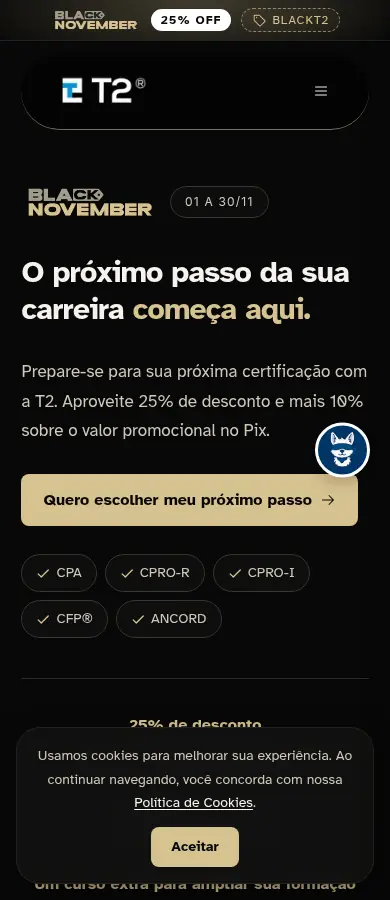 BLACK
NOVEMBER
25% OFF
BLACKT2
T2®
BLACK
NOVEMBER
01 A 30/11
O próximo passo da sua
carreira começa aqui.
Prepare-se para sua próxima certificação com
a T2. Aproveite 25% de desconto e mais 10%
sobre o valor promocional no Pix.
Quero escolher meu próximo passo →
CPA
CPRO-R
CPRO-I
CFP®
ANCORD
25% de desconto
Usamos cookies para melhorar sua experiência. Ao
continuar navegando, você concorda com nossa
Política de Cookies.
Aceitar
Um curso extra para ampliar sua formação